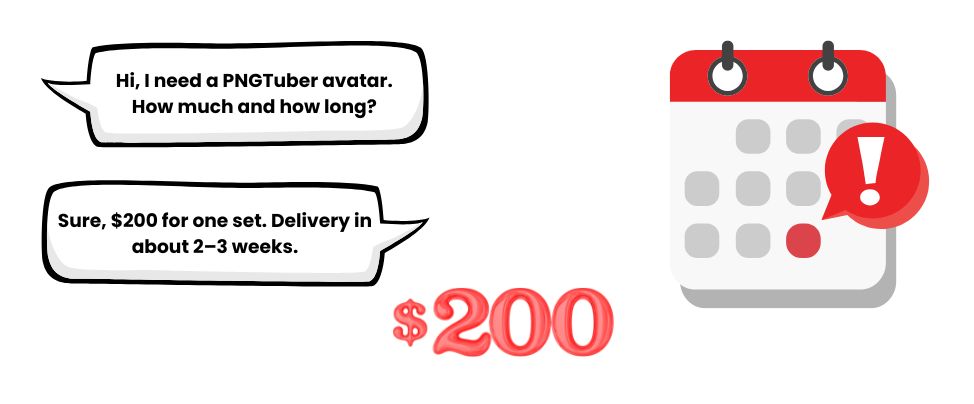 Hi, I need a PNGTuber avatar.
How much and how long?
Sure, $200 for one set. Delivery in
about 2–3 weeks.
$200
!